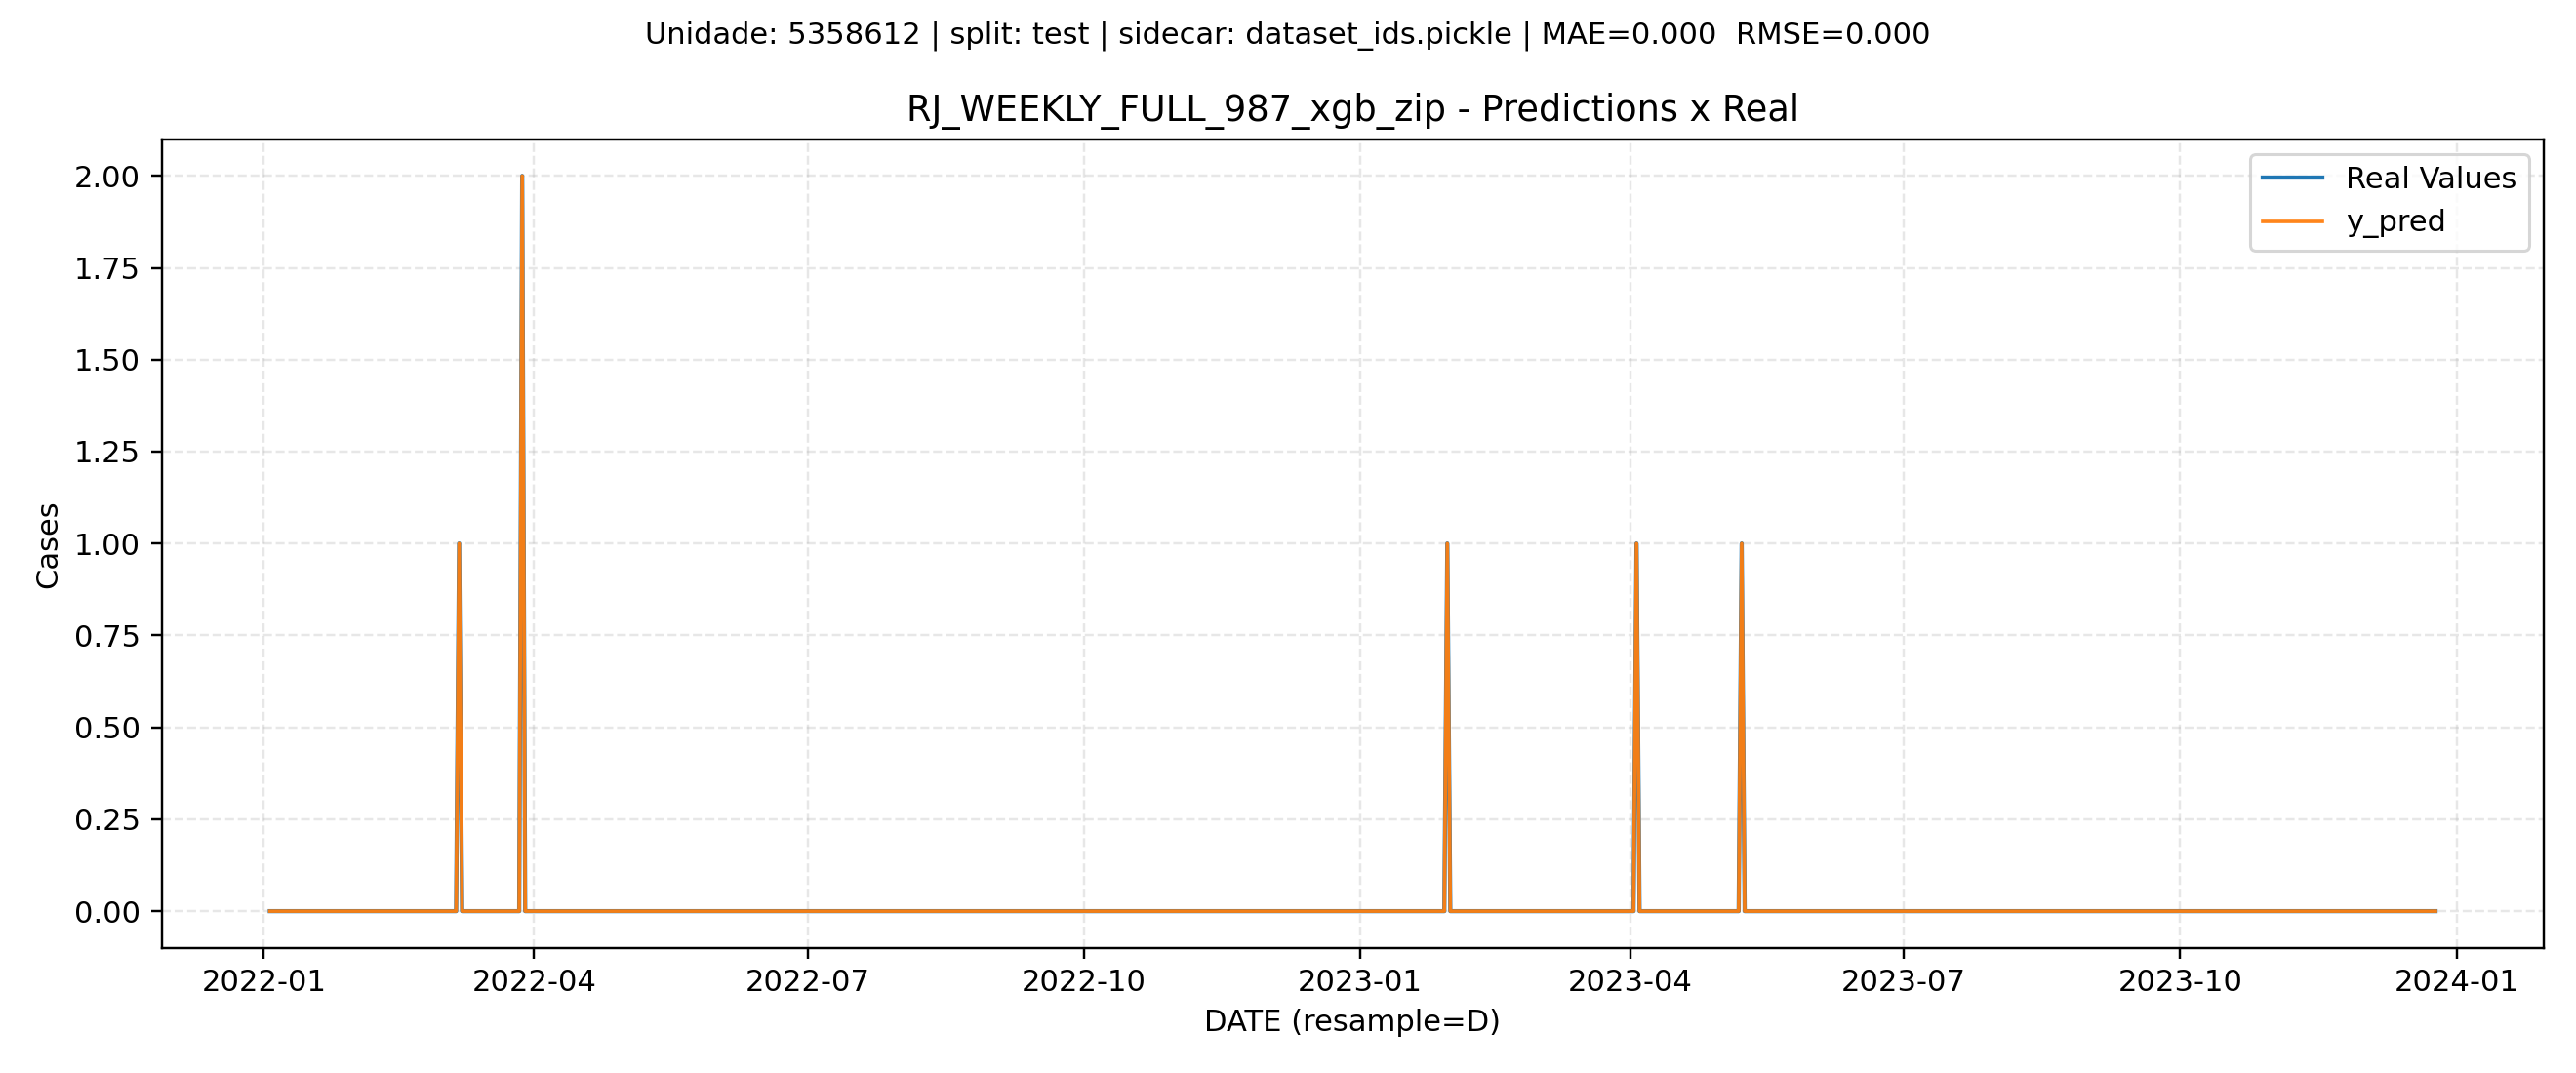 Unidade: 5358612 | split: test | sidecar: dataset_ids.pickle | MAE=0.000  RMSE=0.000
RJ_WEEKLY_FULL_987_xgb_zip - Predictions x Real
Real Values
y_pred
Cases
2.00
1.75
1.50
1.25
1.00
0.75
0.50
0.25
0.00
2022-01 2022-04 2022-07 2022-10 2023-01 2023-04 2023-07 2023-10 2024-01
DATE (resample=D)